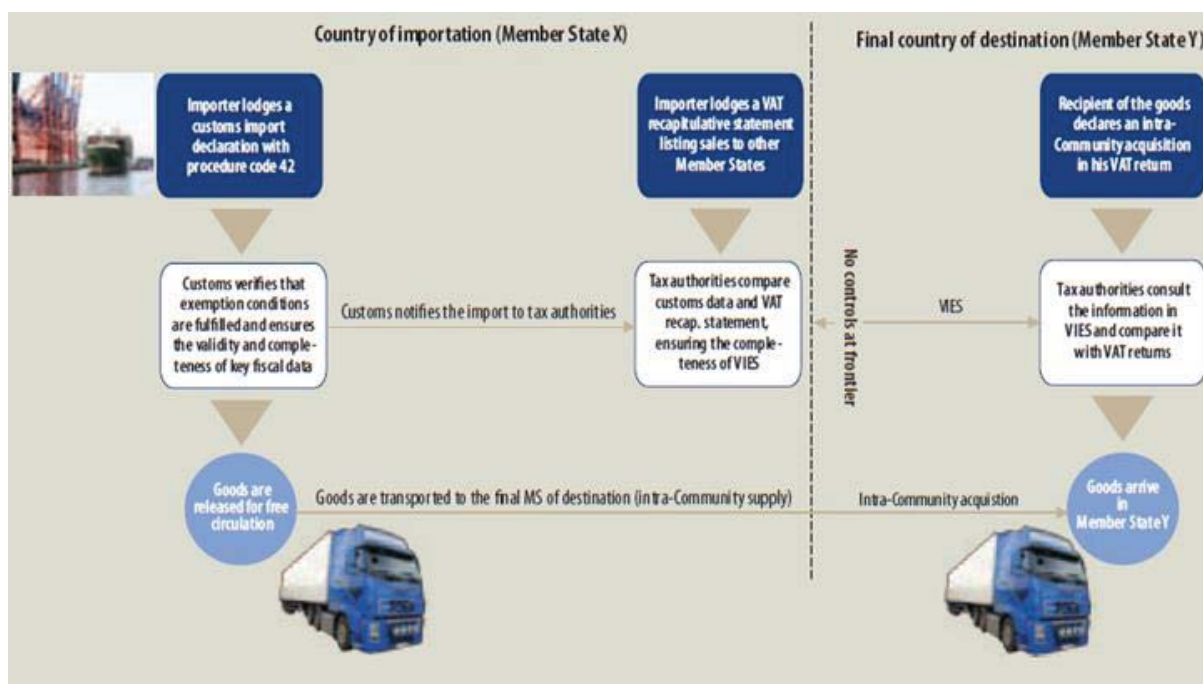 Country of importation (Member State X)
Final country of destination (Member State Y)
Importer lodges a
customs import
declaration with
procedure code 42
Importer lodges a VAT
recapitulative statement
listing sales to other
Member States
Recipient of the goods
declares an intra-
Community acquisition
in his VAT return
Customs verifies that
exemption conditions
are fulfilled and ensures
the validity and comple-
teness of key fiscal data
Customs notifies the import to tax authorities
Tax authorities compare
customs data and VAT
recap. statement,
ensuring the comple-
teness of VIES
No controls at frontier
VIES
Tax authorities consult
the information in
VIES and compare it
with VAT returns
Goods are
released for free
circulation
Goods are transported to the final MS of destination (intra-Community supply)
Intra-Community acquistion
Goods arrive
in
Member State Y